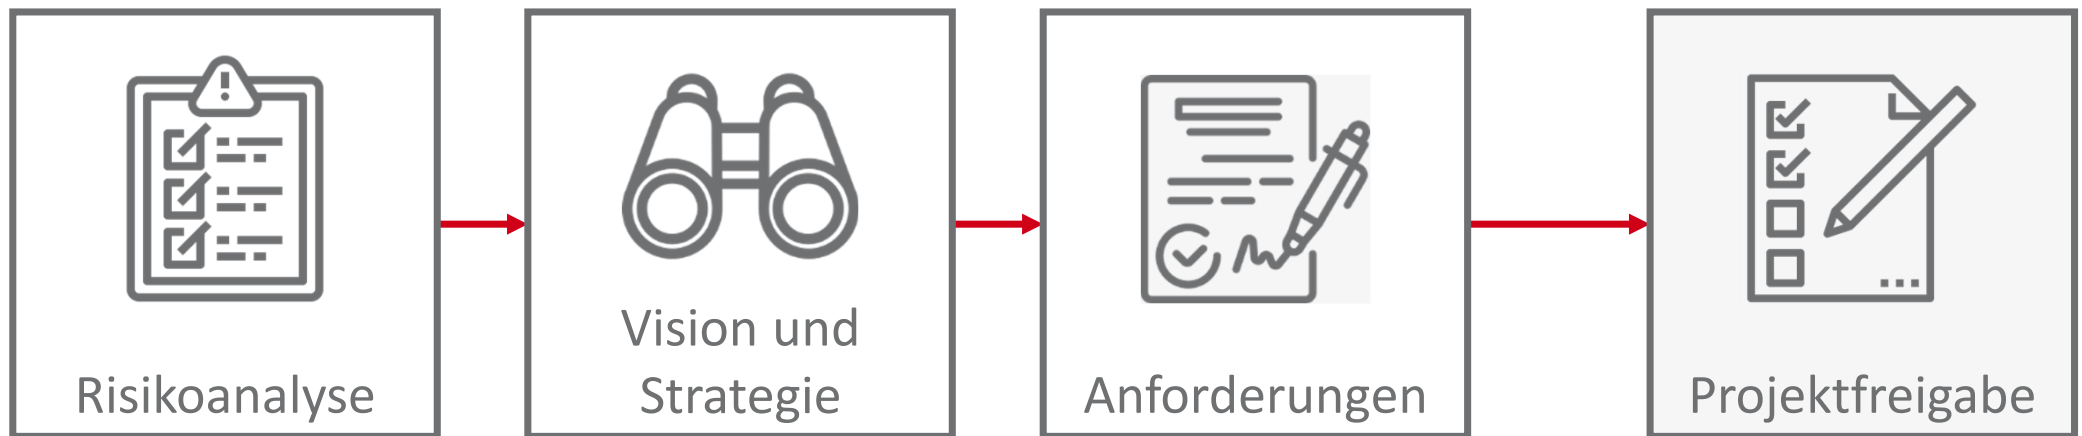 Risikoanalyse
Vision und
Strategie
Anforderungen
Projektfreigabe